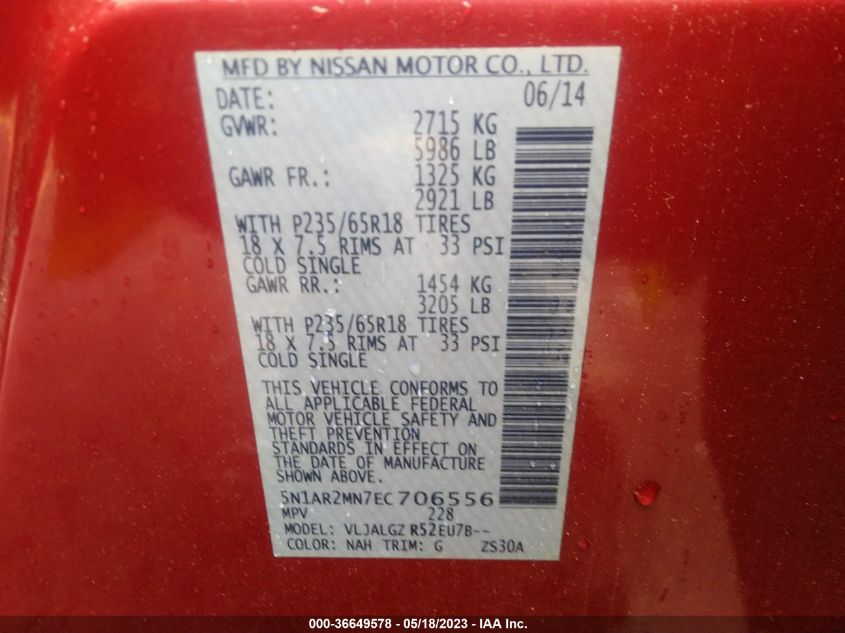 MFD BY NISSAN MOTOR CO., LTD.
DATE: 06/14
GVWR: 2715 KG
5986 LB
GAWR FR.: 1325 KG
2921 LB
WITH P235/65R18 TIRES
18 X 7.5 RIMS AT 33 PSI
COLD SINGLE
GAWR RR.: 1454 KG
3205 LB
WITH P235/65R18 TIRES
18 X 7.5 RIMS AT 33 PSI
COLD SINGLE
THIS VEHICLE CONFORMS TO
ALL APPLICABLE FEDERAL
MOTOR VEHICLE SAFETY AND
THEFT PREVENTION
STANDARDS IN EFFECT ON
THE DATE OF MANUFACTURE
SHOWN ABOVE.
5N1AR2MN7EC706556
MPV 228
MODEL: VLJALGZ R52EU7B--
COLOR: NAH TRIM: G ZS30A
000-36649578 - 05/18/2023 - IAA Inc.